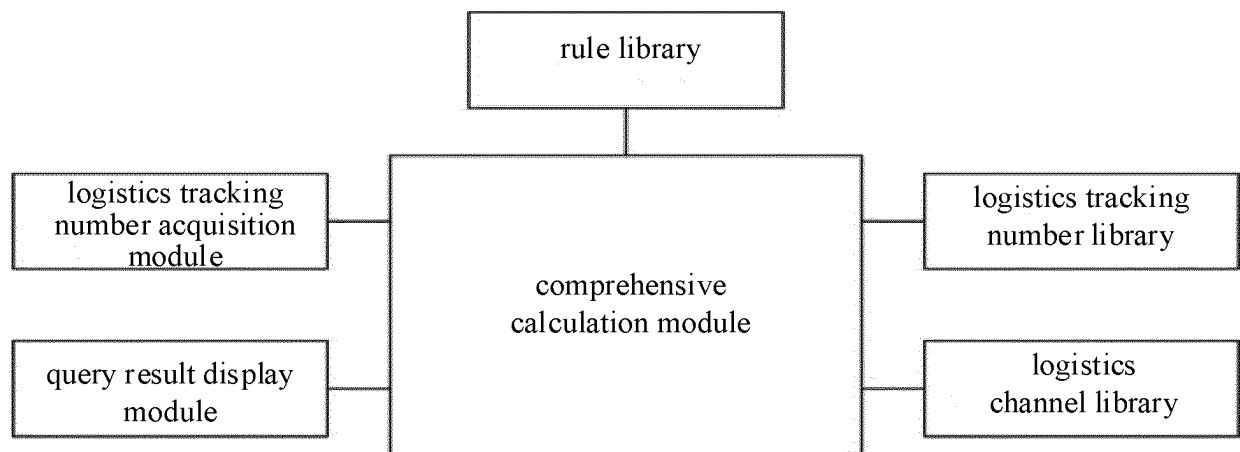 rule library
logistics tracking
number acquisition
module
logistics tracking
number library
comprehensive
calculation module
query result display
module
logistics
channel library